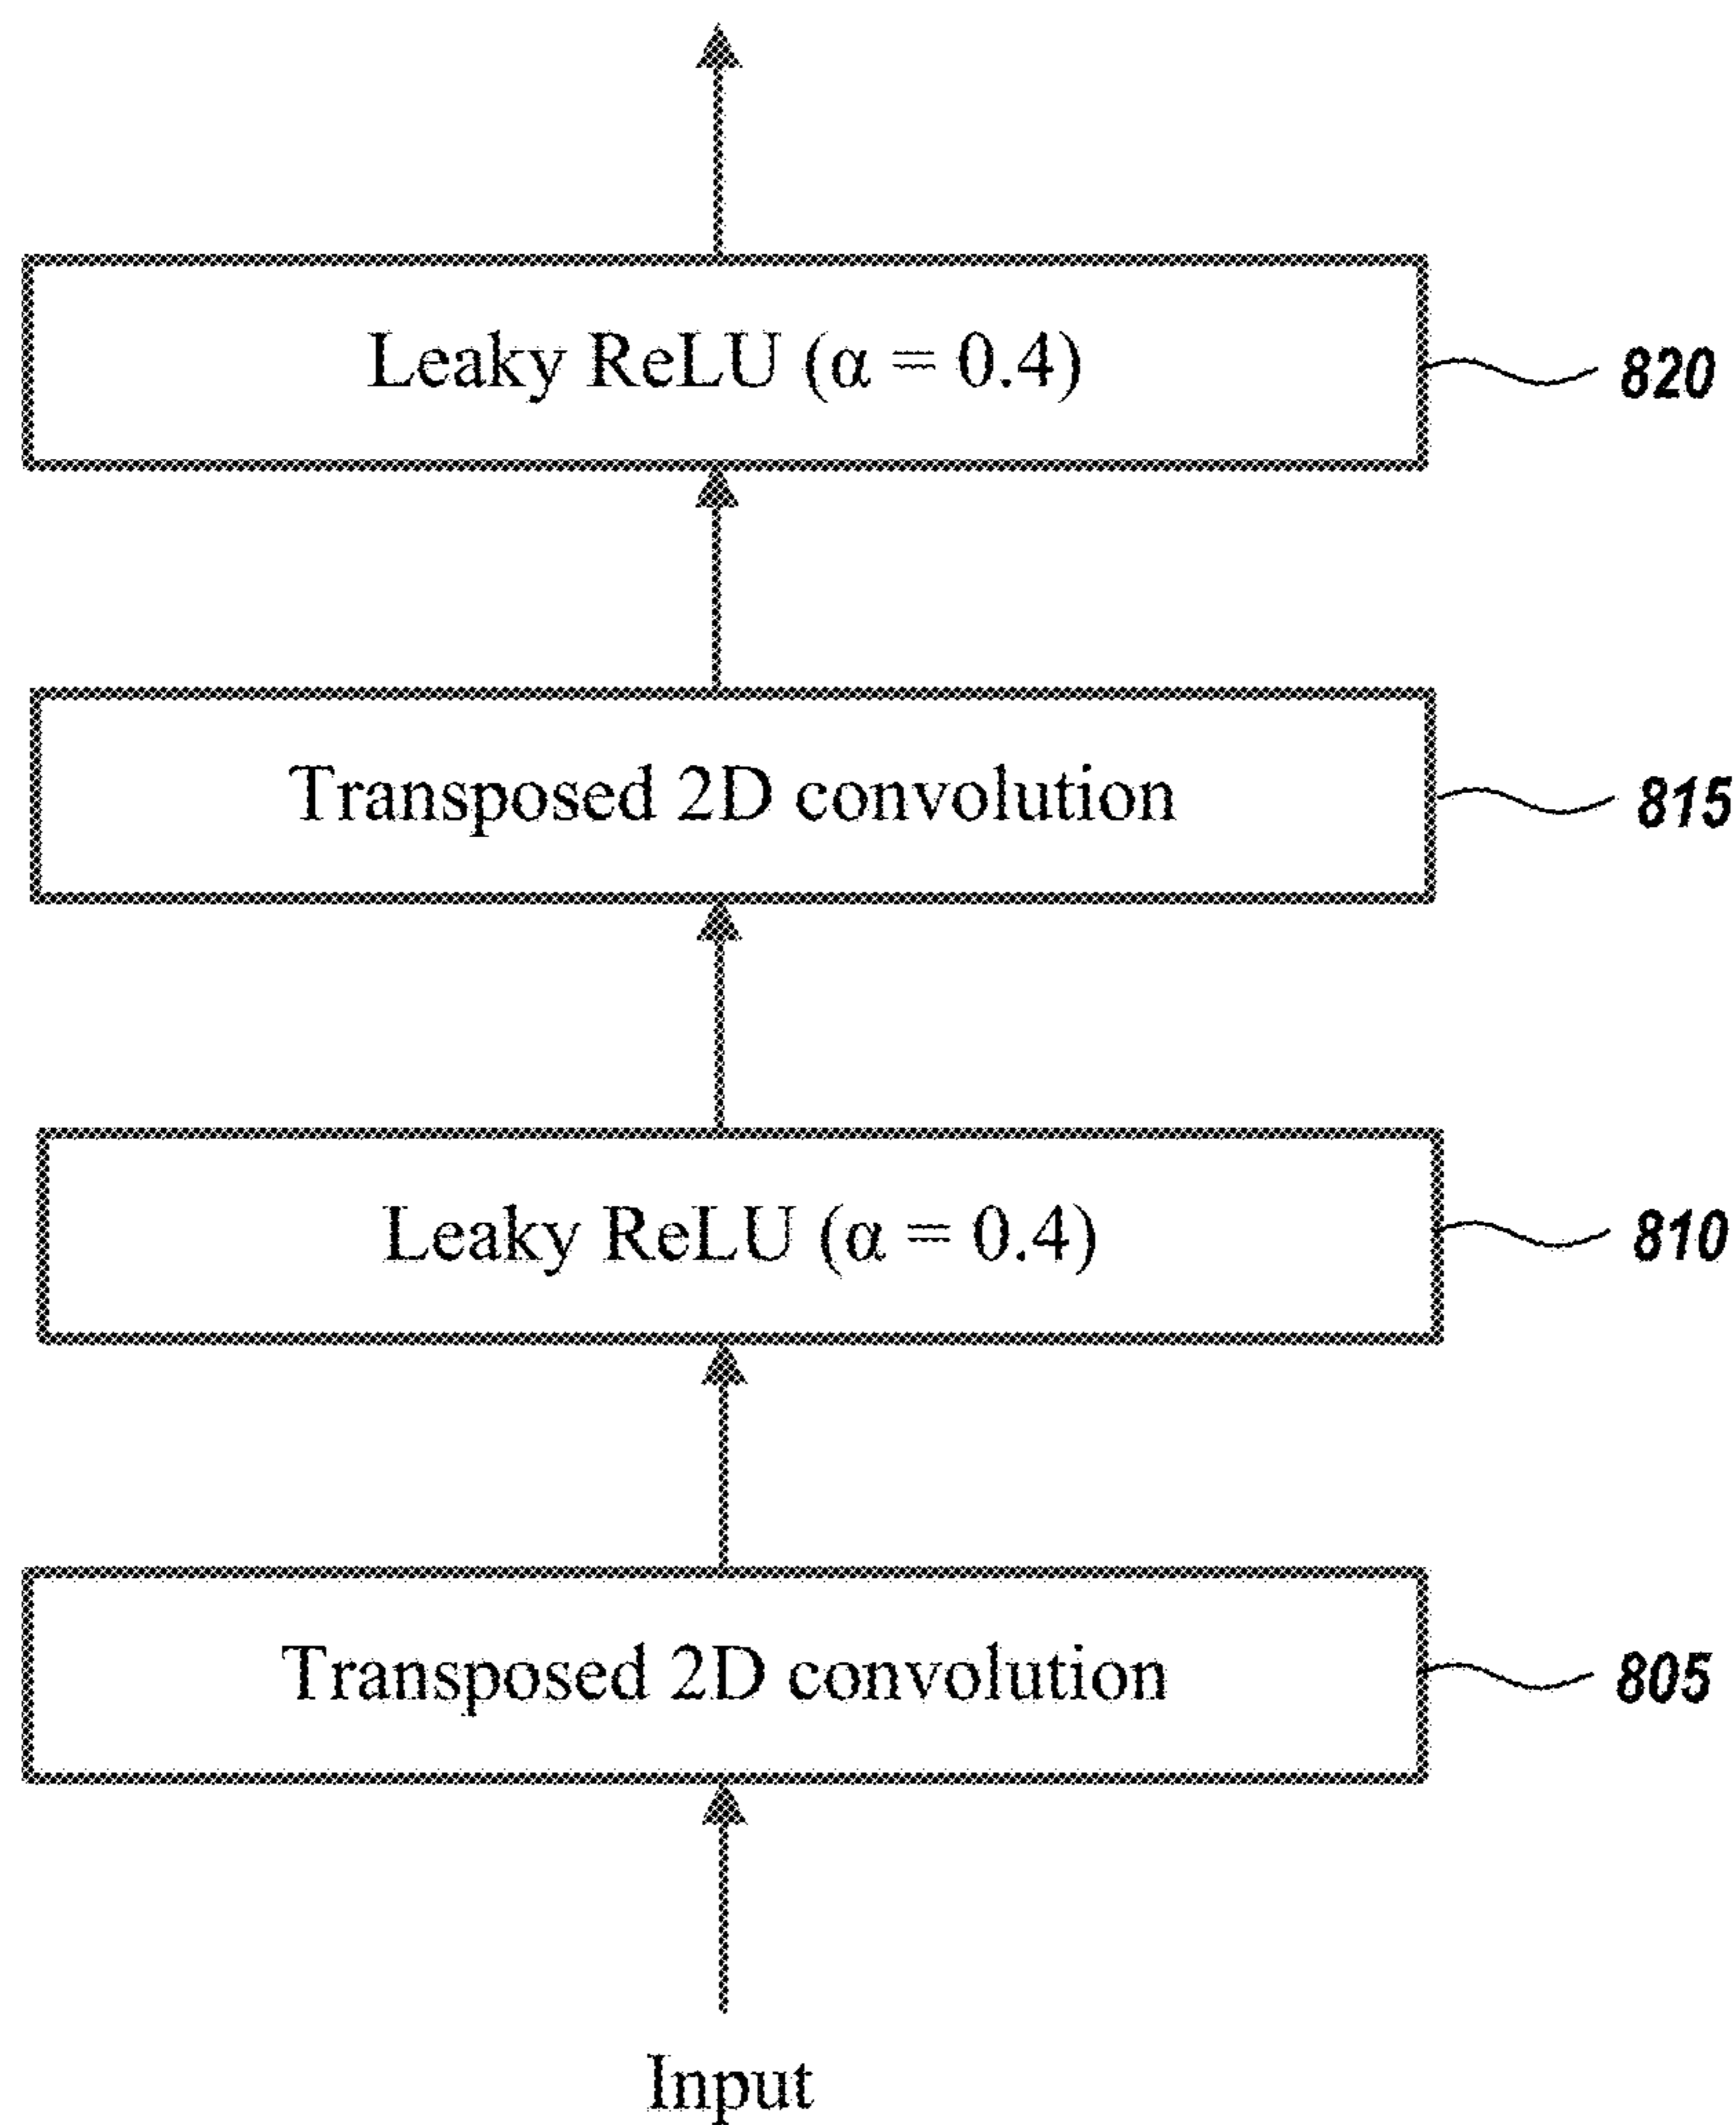 Leaky ReLU (α = 0.4)
820
Transposed 2D convolution
815
Leaky ReLU (α = 0.4)
810
Transposed 2D convolution
805
Input